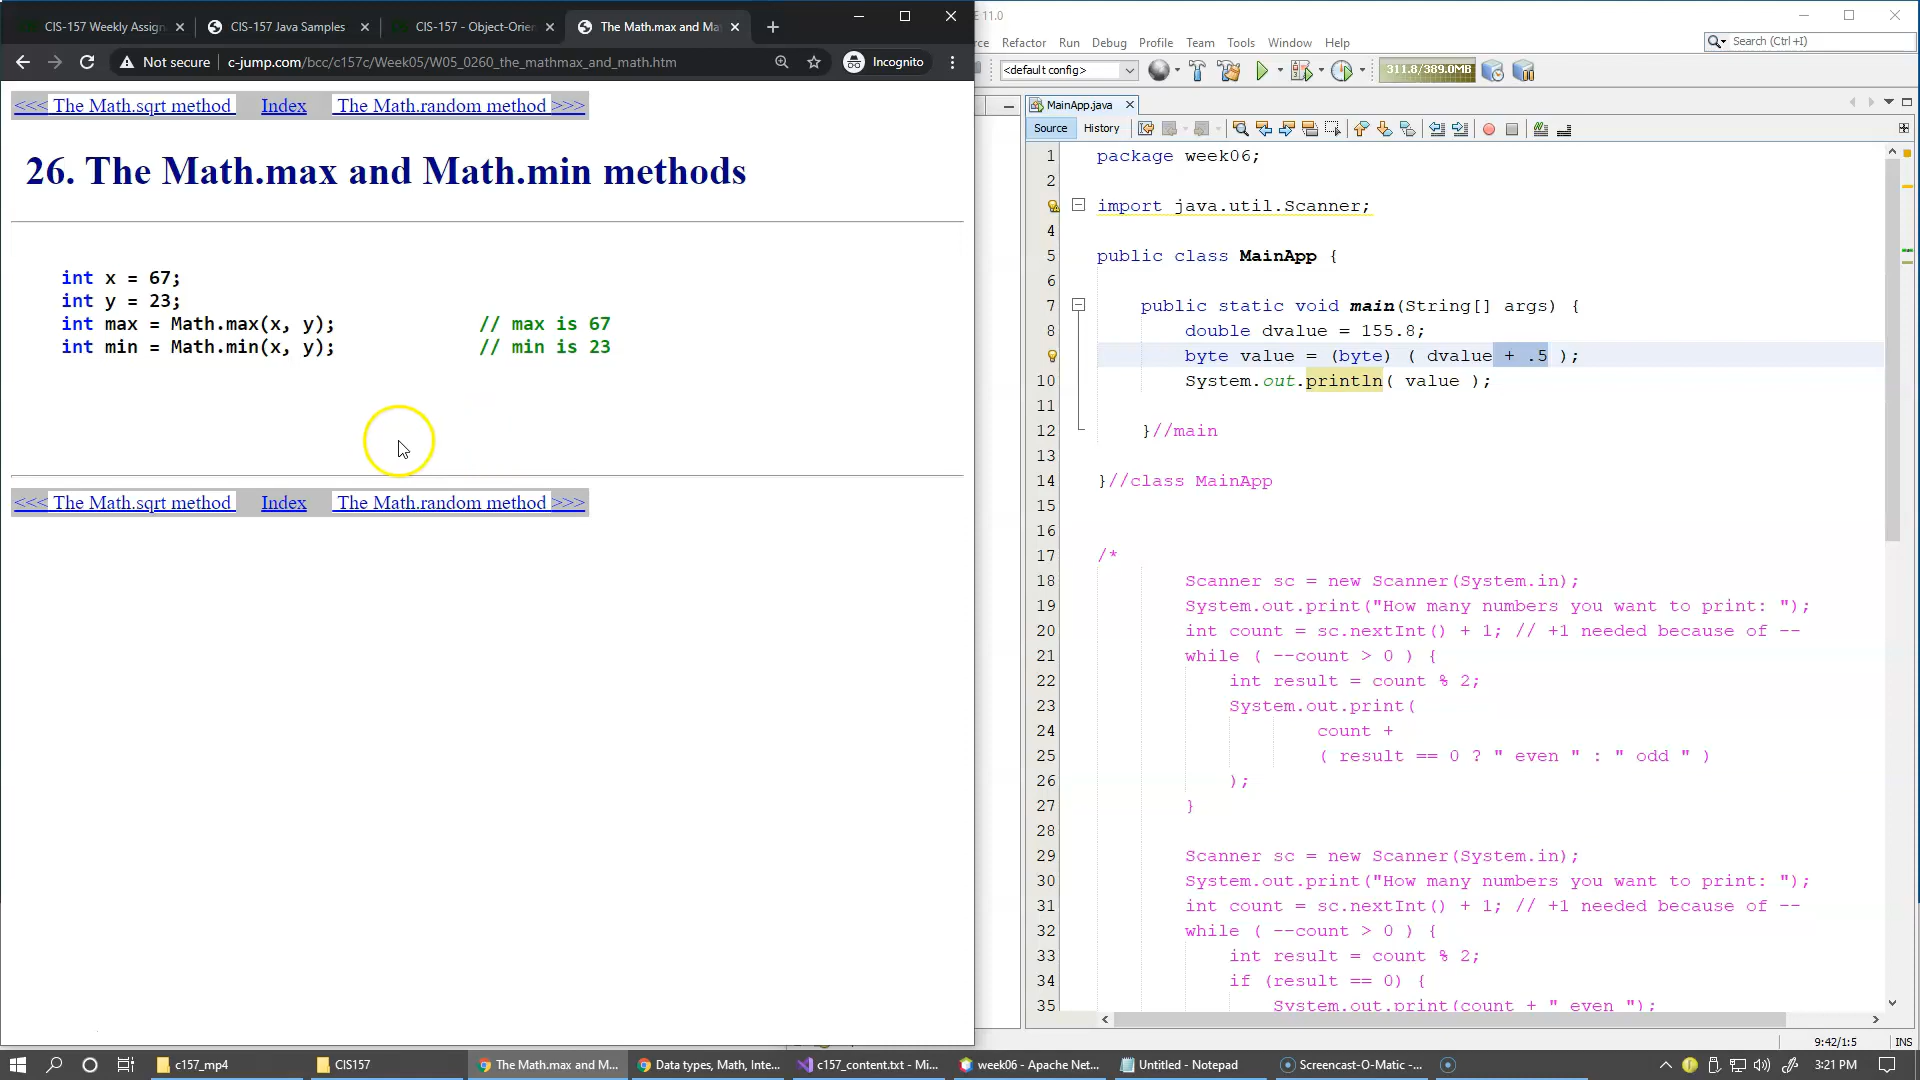 CIS-157 Weekly Assign
CIS-157 Java Samples
CIS-157 - Object-Orien
The Math.max and Ma
Not secure
c-jump.com/bcc/c157c/Week05/W05_0260_the_mathmax_and_math.htm
Incognito
<<< The Math.sqrt method
Index
The Math.random method >>>
26. The Math.max and Math.min methods
int x = 67;
int y = 23;
int max = Math.max(x, y); // max is 67
int min = Math.min(x, y); // min is 23
<<< The Math.sqrt method
Index
The Math.random method >>>
E 11.0
ce Refactor Run Debug Profile Team Tools Window Help
Search (Ctrl+I)
<default config>
311.8/389.0MB
MainApp.java
Source History
1 package week06;
2
import java.util.Scanner;
4
5 public class MainApp {
6
7 public static void main(String[] args) {
8 double dvalue = 155.8;
byte value = (byte) ( dvalue + .5 );
10 System.out.println( value );
11
12 }//main
13
14 }//class MainApp
15
16
17 /*
18 Scanner sc = new Scanner(System.in);
19 System.out.print("How many numbers you want to print: ");
20 int count = sc.nextInt() + 1; // +1 needed because of --
21 while ( --count > 0 ) {
22 int result = count % 2;
23 System.out.print(
24 count +
25 ( result == 0 ? " even " : " odd " )
26 );
27 }
28
29 Scanner sc = new Scanner(System.in);
30 System.out.print("How many numbers you want to print: ");
31 int count = sc.nextInt() + 1; // +1 needed because of --
32 while ( --count > 0 ) {
33 int result = count % 2;
34 if (result == 0) {
35 System.out.print(count + " even ");
9:42/1:5 INS
c157_mp4
CIS157
The Math.max and M...
Data types, Math, Inte...
c157_content.txt - Mi...
week06 - Apache Net...
Untitled - Notepad
Screencast-O-Matic -...
3:21 PM